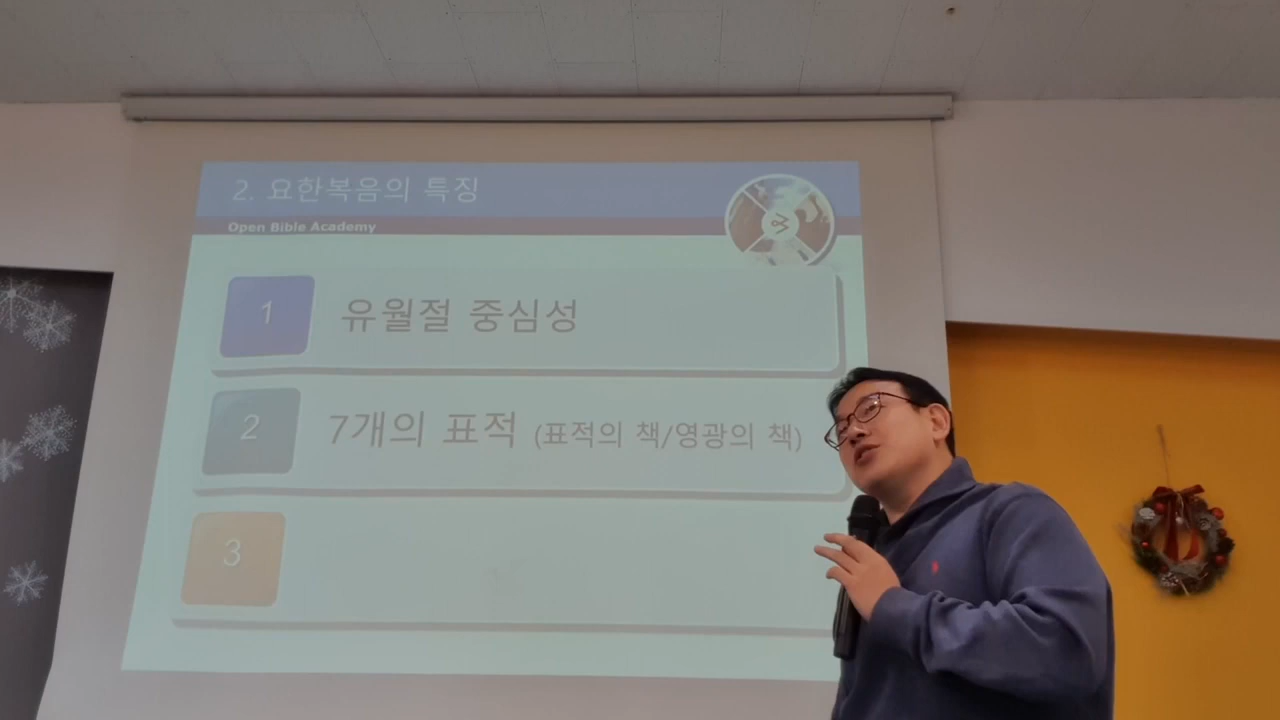 2. 요한복음의 특징
Open Bible Academy
1
유월절 중심성
2
7개의 표적 (표적의 책/영광의 책)
3